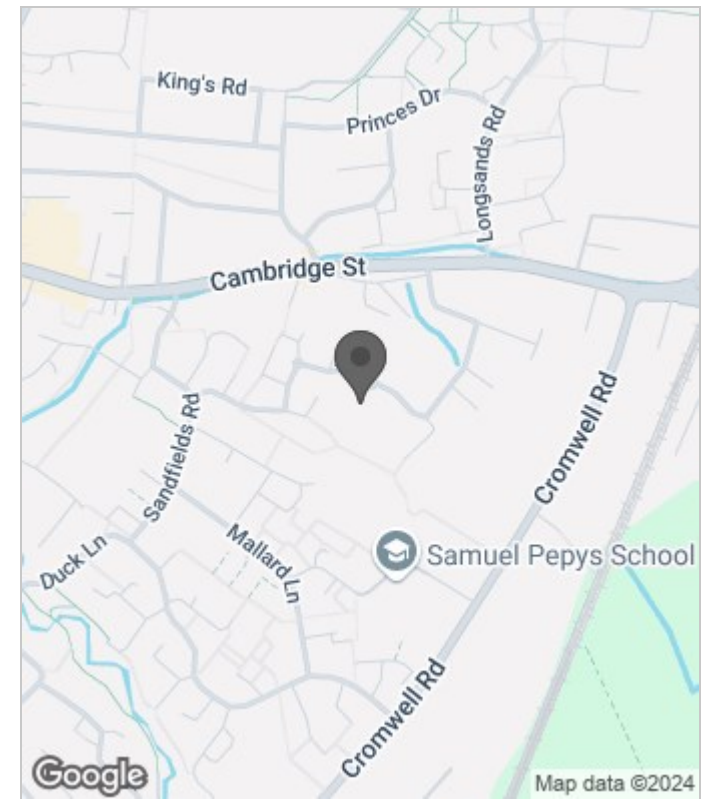 King's Rd
Princes Dr
Longsands Rd
Cambridge St
Sandfields Rd
Cromwell Rd
Mallard Ln
Duck Ln
Samuel Pepys School
Cromwell Rd
Google
Map data ©2024